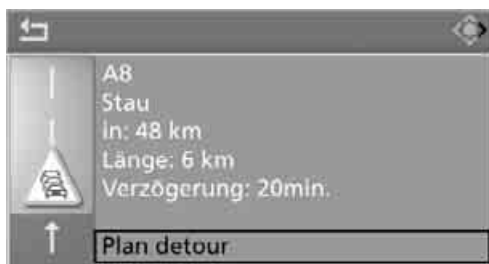 A8
Stau
in: 48 km
Länge: 6 km
Verzögerung: 20min.
Plan detour